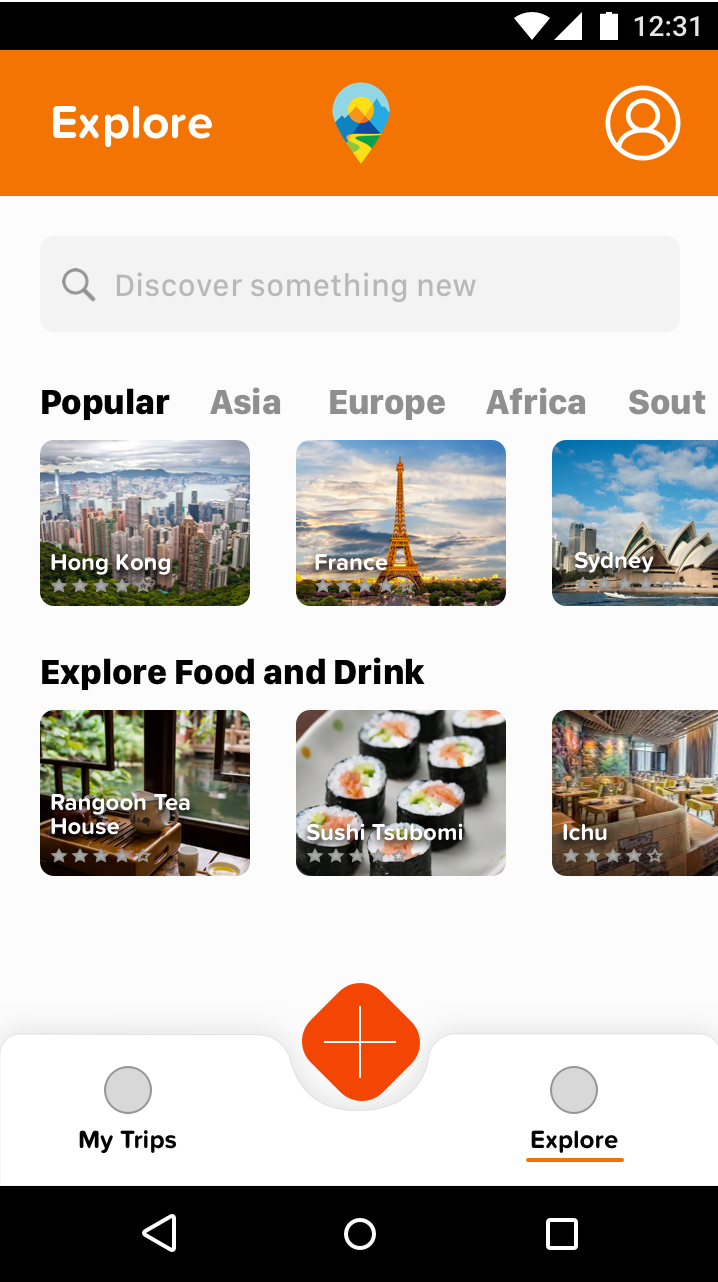 12:31
Explore
Discover something new
Popular Asia Europe Africa Sout
Hong Kong France Sydney
Explore Food and Drink
Rangoon Tea
House
Sushi Tsubomi Ichu
My Trips Explore